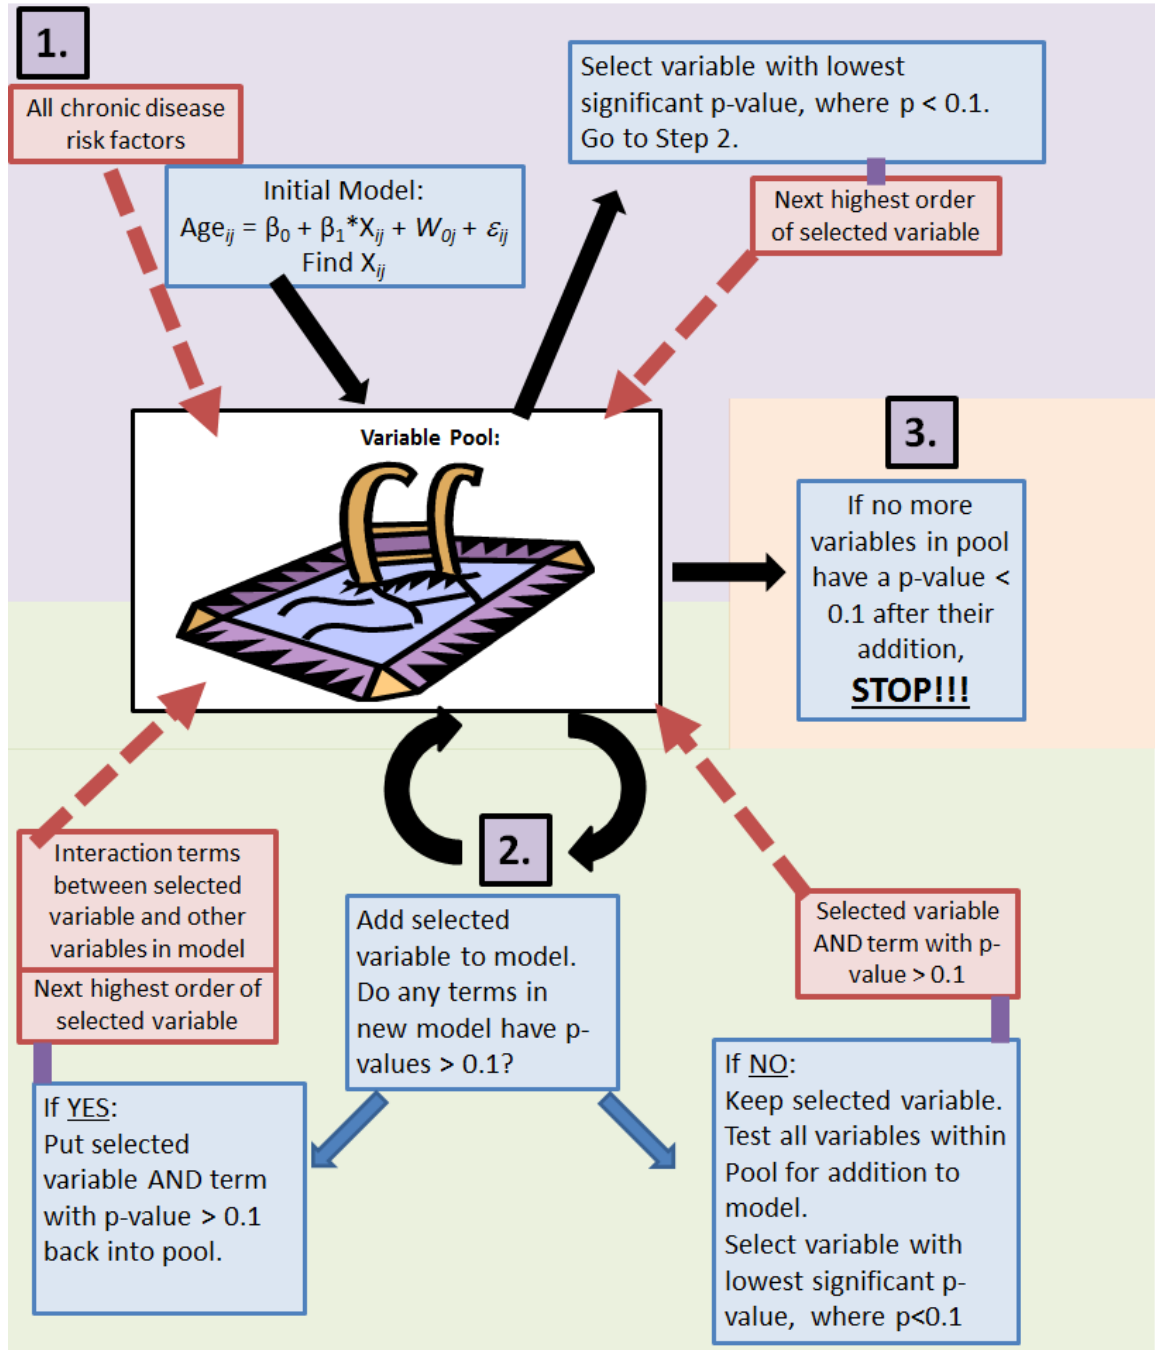 1.
All chronic disease
risk factors
Initial Model:
Ageij = β0 + β1*Xij + W0j + εij
Find Xij
Select variable with lowest
significant p-value, where p < 0.1.
Go to Step 2.
Next highest order
of selected variable
Variable Pool:
3.
If no more
variables in pool
have a p-value <
0.1 after their
addition,
STOP!!!
2.
Interaction terms
between selected
variable and other
variables in model
Next highest order of
selected variable
Add selected
variable to model.
Do any terms in
new model have p-
values > 0.1?
Selected variable
AND term with p-
value > 0.1
If YES:
Put selected
variable AND term
with p-value > 0.1
back into pool.
If NO:
Keep selected variable.
Test all variables within
Pool for addition to
model.
Select variable with
lowest significant p-
value, where p<0.1